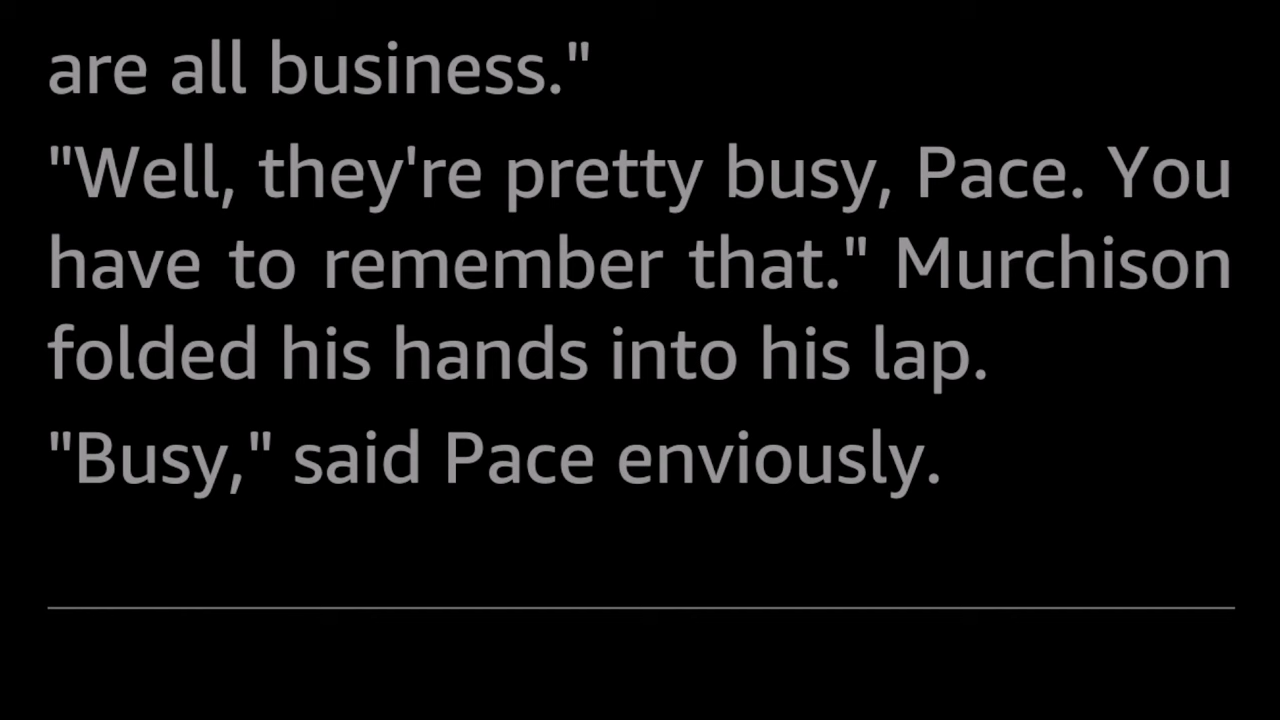 are all business."
"Well, they're pretty busy, Pace. You
have to remember that." Murchison
folded his hands into his lap.
"Busy," said Pace enviously.